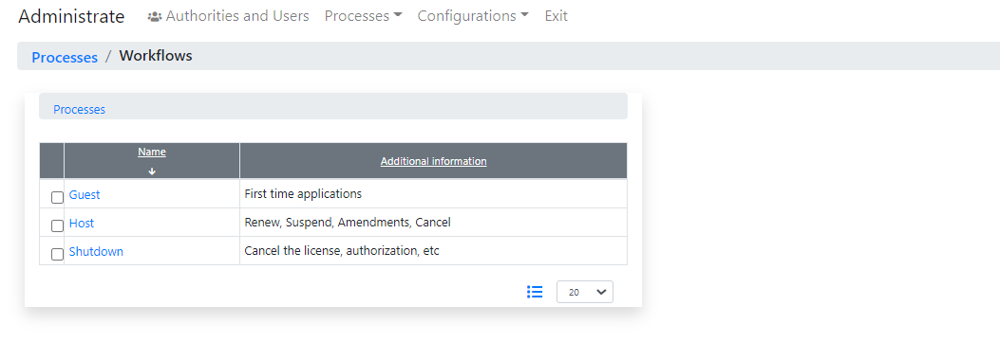 Administrate Authorities and Users Processes Configurations Exit
Processes / Workflows
Processes
Name Additional information
Guest First time applications
Host Renew, Suspend, Amendments, Cancel
Shutdown Cancel the license, authorization, etc
20